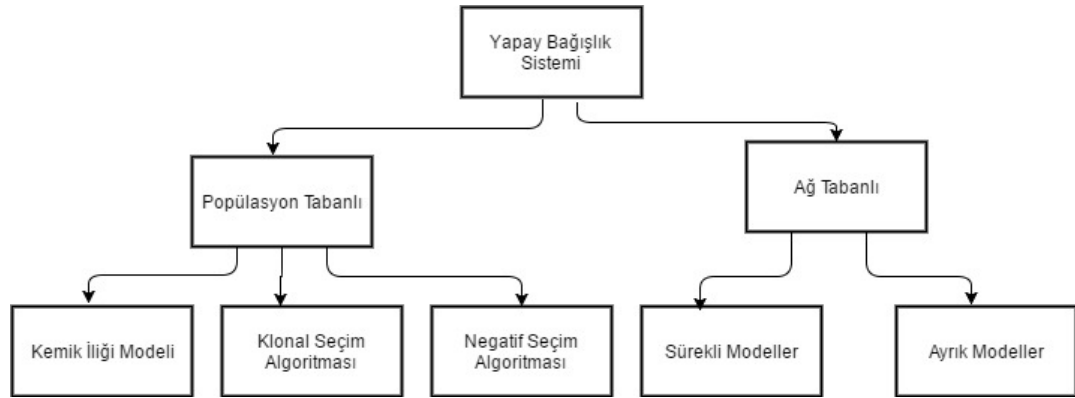 Yapay Bağışlık
Sistemi
Popülasyon Tabanlı
Ağ Tabanlı
Kemik İliği Modeli
Klonal Seçim
Algoritması
Negatif Seçim
Algoritması
Sürekli Modeller
Ayrık Modeller